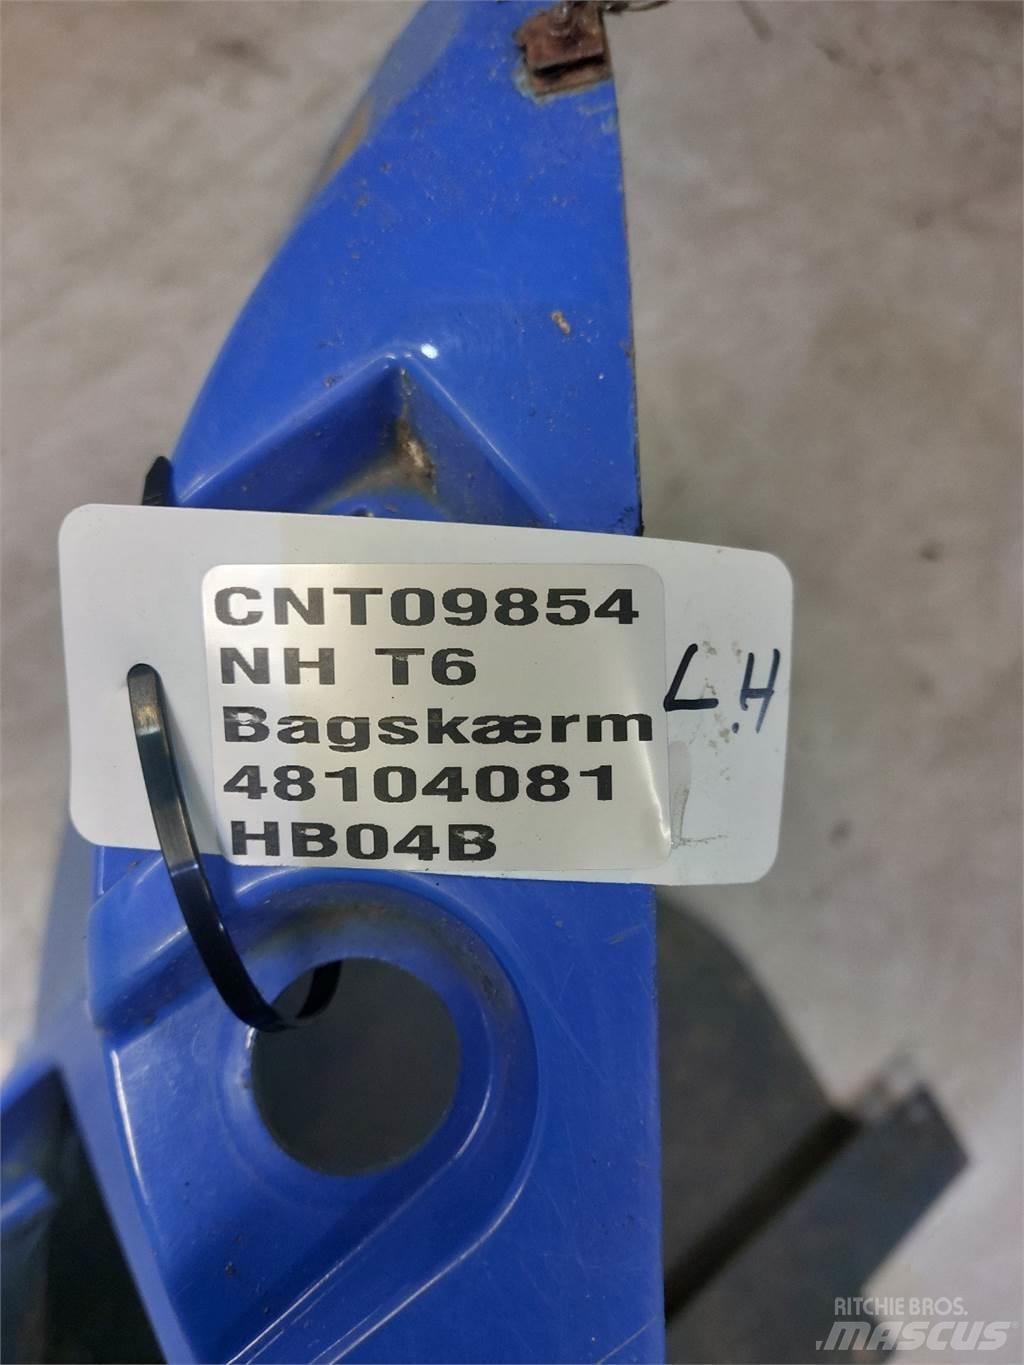 CNT09854
NH T6
Bagskærm
48104081
HB04B
L.H
RITCHIE BROS.
MASCUS